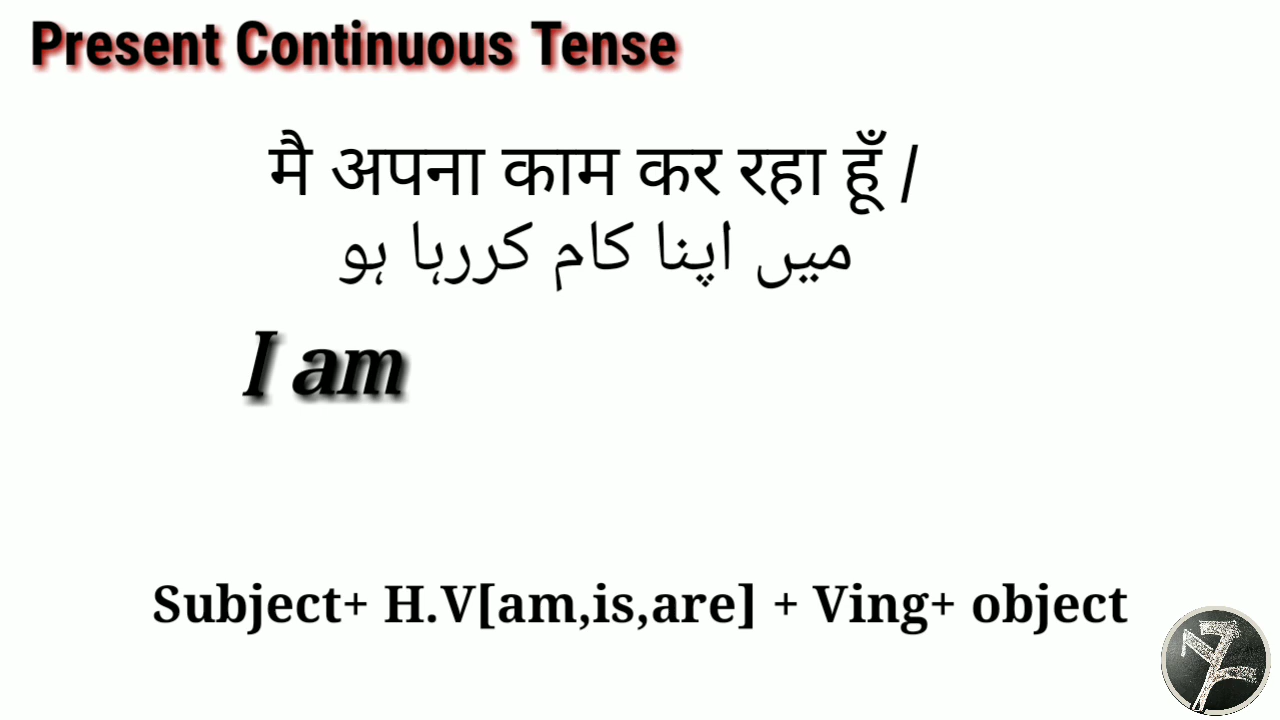 Present Continuous Tense
मै अपना काम कर रहा हूँ /
میں اپنا کام کررہا ہو
I am
Subject+ H.V[am,is,are] + Ving+ object